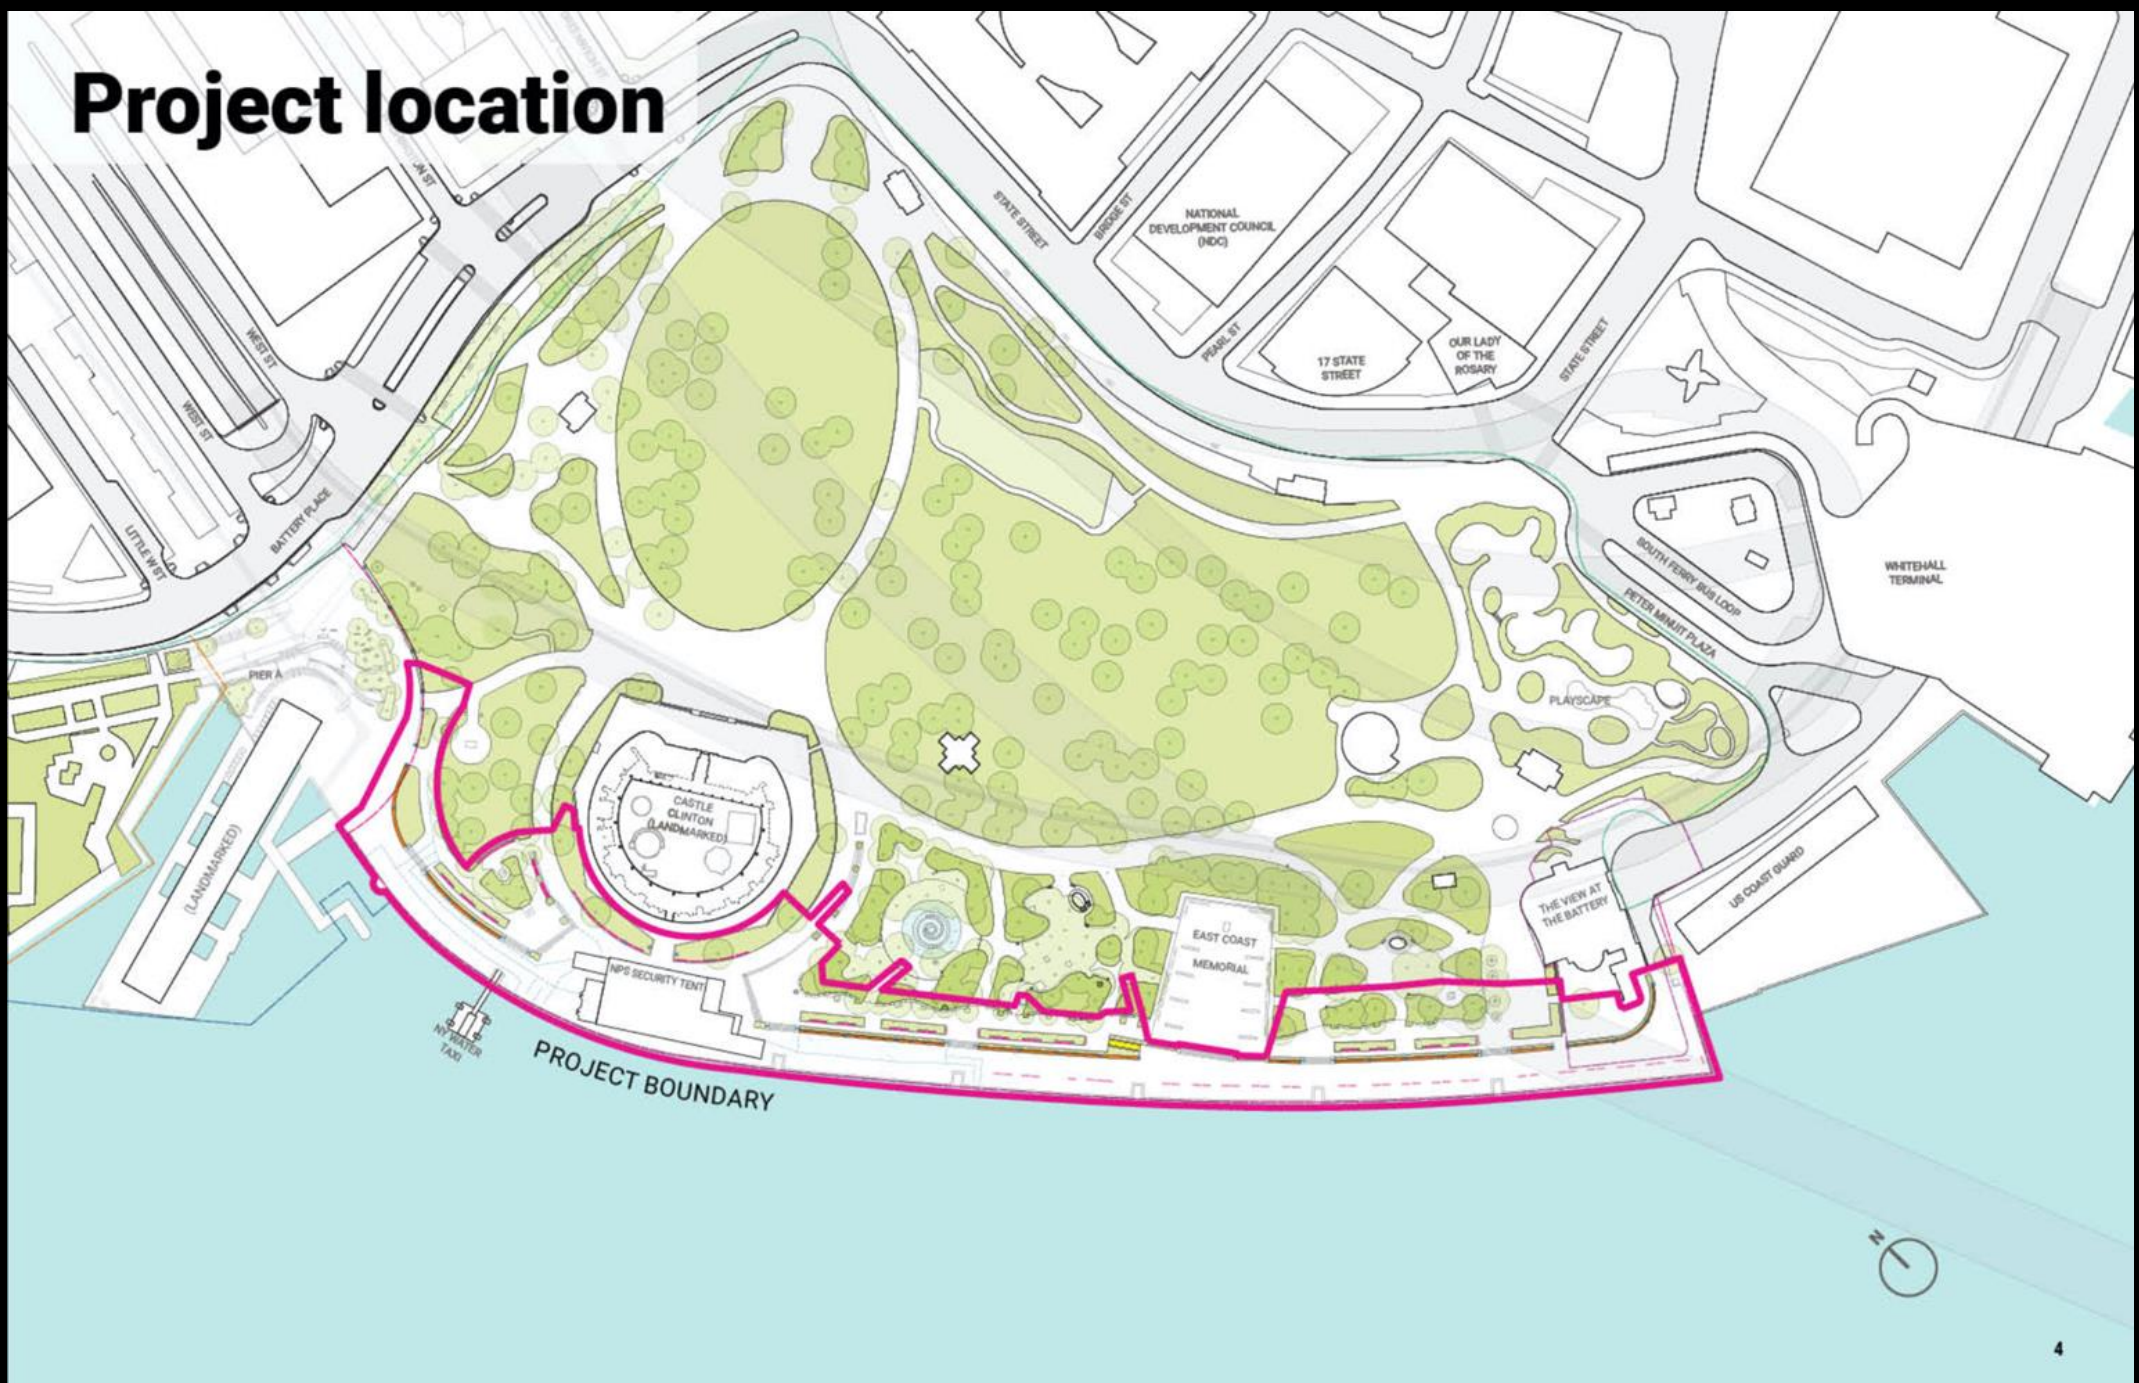 Project location
WEST ST
WEST ST
LITTLE W ST
BATTERY PLACE
STATE STREET
BRIDGE ST
NATIONAL
DEVELOPMENT COUNCIL
(NDC)
PEARL ST
17 STATE
STREET
OUR LADY
OF THE
ROSARY
STATE STREET
SOUTH FERRY BUS LOOP
PETER MINUIT PLAZA
WHITEHALL
TERMINAL
PLAYSCAPE
PIER A
(LANDMARKED)
CASTLE
CLINTON
(LANDMARKED)
NPS SECURITY TENT
NY WATER
TAXI
PROJECT BOUNDARY
EAST COAST
MEMORIAL
THE VIEW AT
THE BATTERY
US COAST GUARD
N
4